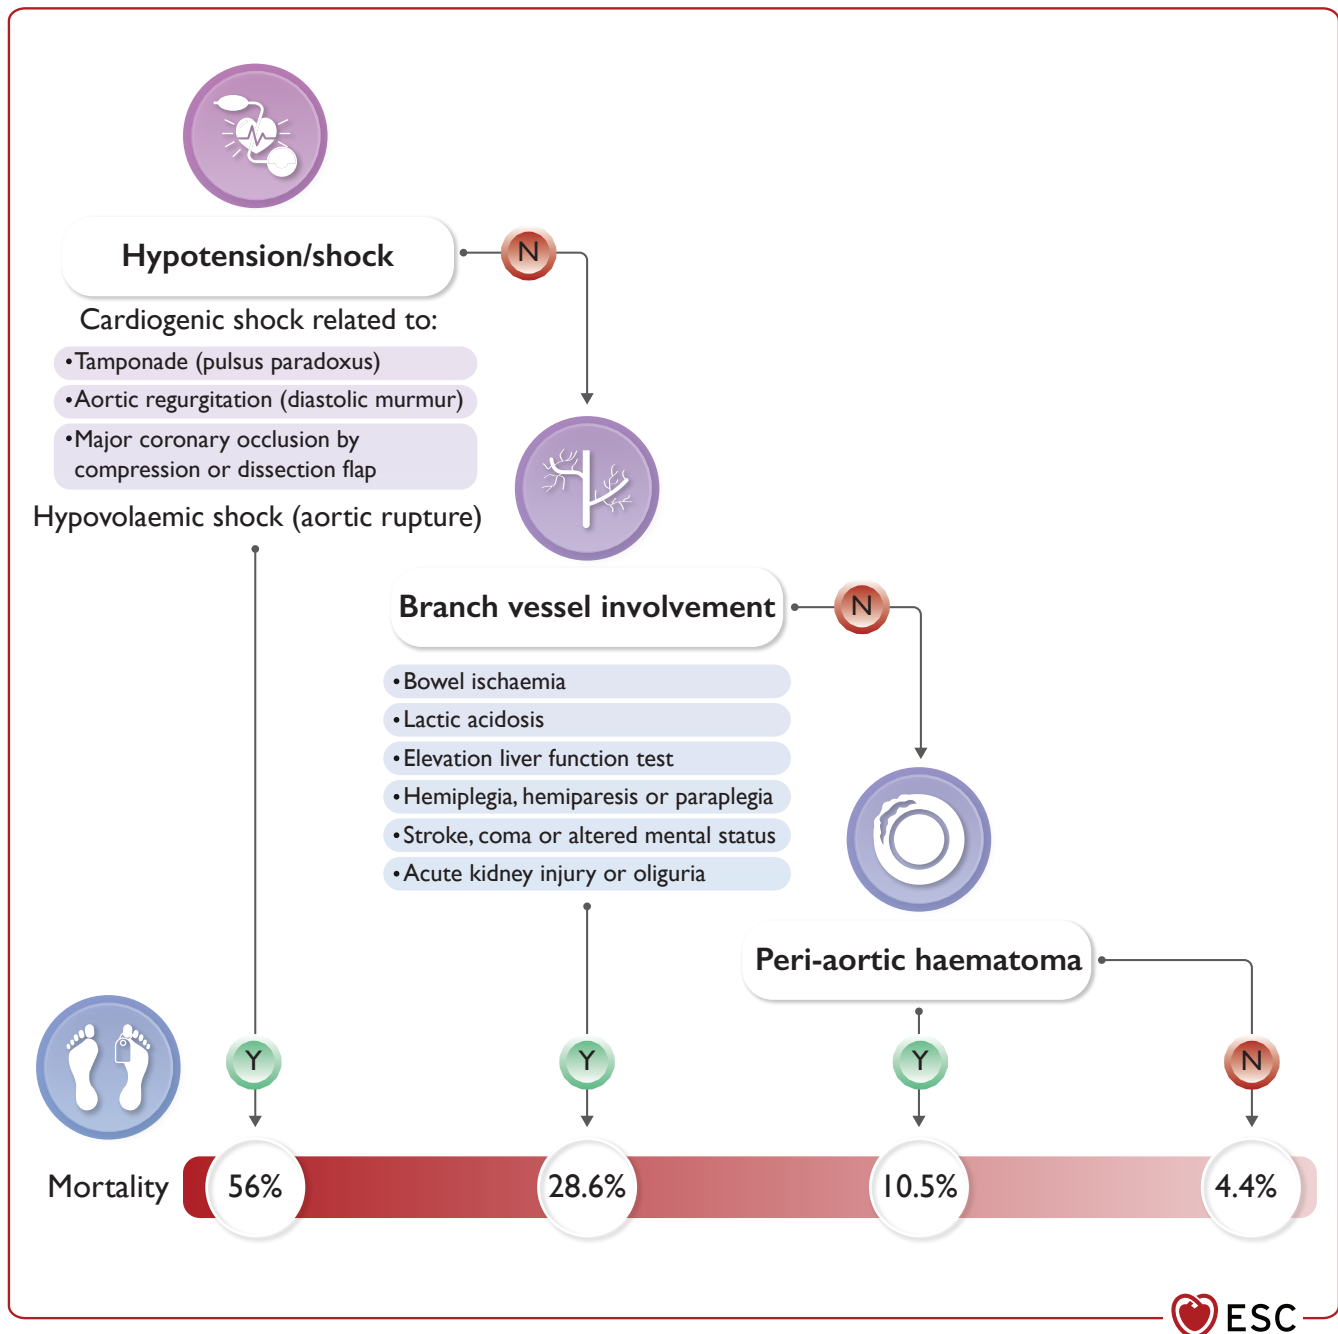 Hypotension/shock
N
Cardiogenic shock related to:
•Tamponade (pulsus paradoxus)
•Aortic regurgitation (diastolic murmur)
•Major coronary occlusion by
compression or dissection flap
Hypovolaemic shock (aortic rupture)
Branch vessel involvement
N
•Bowel ischaemia
•Lactic acidosis
•Elevation liver function test
•Hemiplegia, hemiparesis or paraplegia
•Stroke, coma or altered mental status
•Acute kidney injury or oliguria
Peri-aortic haematoma
Y
Y
Y
N
Mortality
56%
28.6%
10.5%
4.4%
ESC